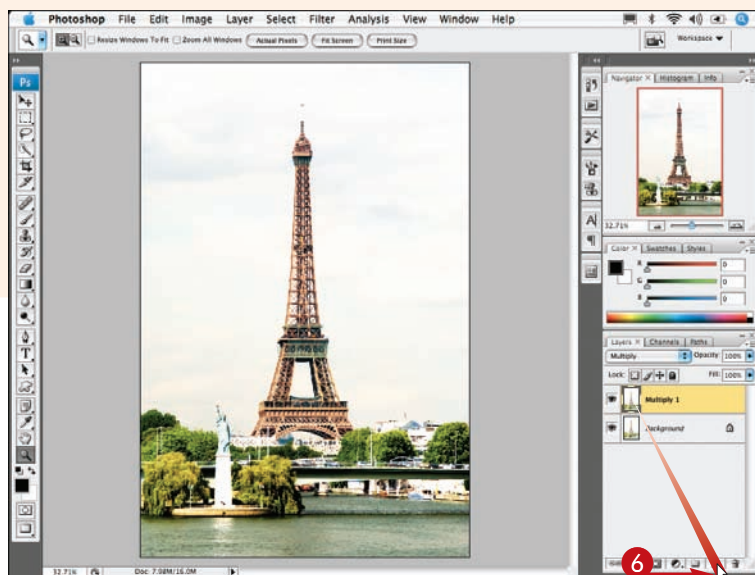 Photoshop File Edit Image Layer Select Filter Analysis View Window Help
Resize Windows To Fit Zoom All Windows Actual Pixels Fit Screen Print Size Workspace
Ps
Navigator × Histogram Info
32.71%
A
Color × Swatches Styles
R 0
G 0
B 0
Layers × Channels Paths
Multiply Opacity: 100%
Lock: Fill: 100%
Multiply 1
Background
T
6
32.71% Doc: 7.98M/16.0M